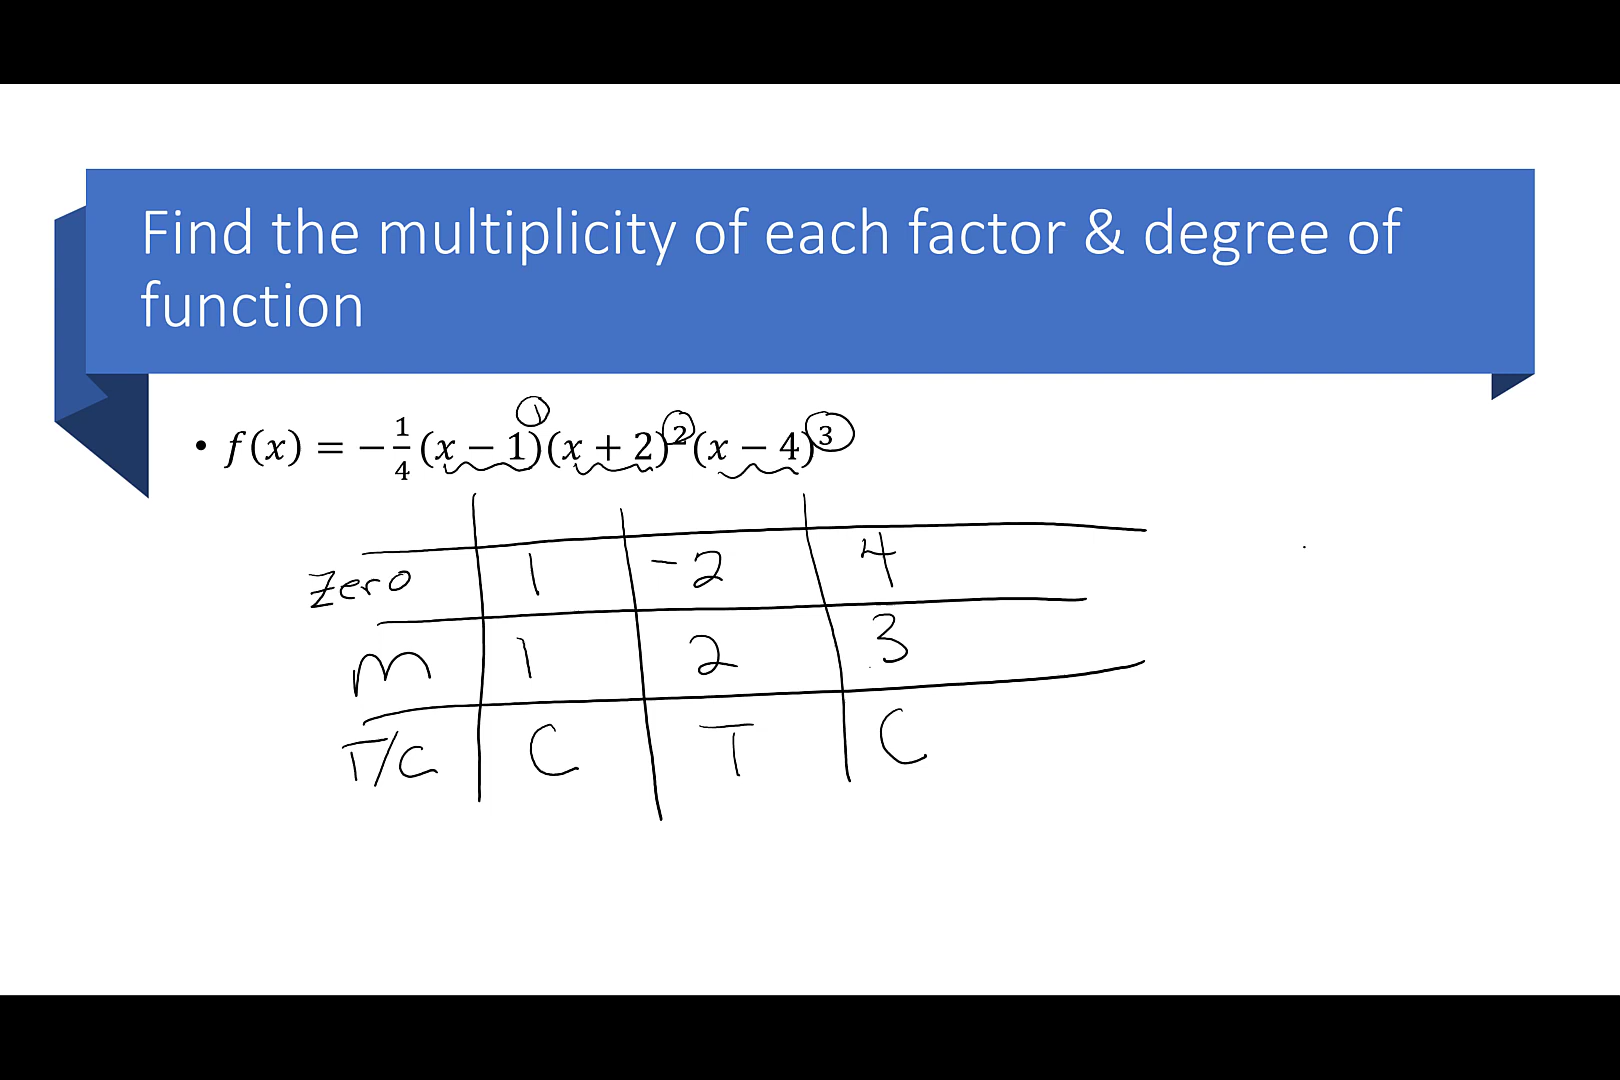 Find the multiplicity of each factor & degree of
function
• f(x) = −1/4(x − 1)¹(x + 2)²(x − 4)³
Zero 1 -2 4
m 1 2 3
T/C C T C